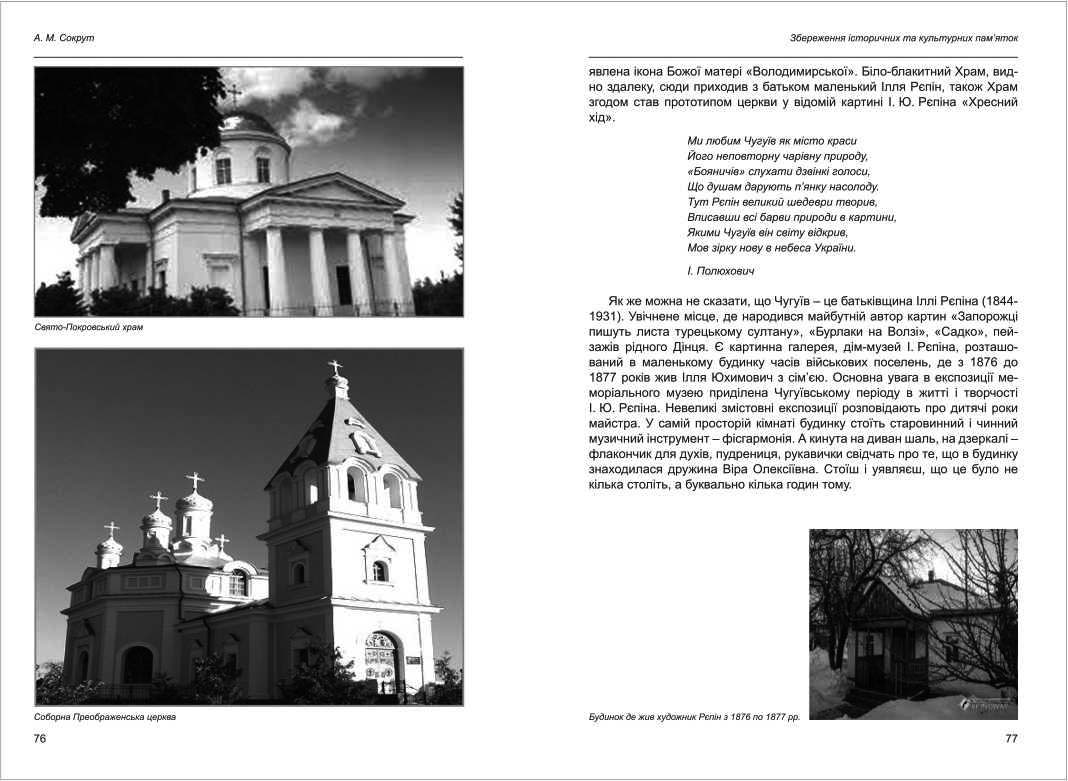 А. М. Сокрут
Свято-Покровський храм
Соборна Преображенська церква
76
Збереження історичних та культурних пам’яток
явлена ікона Божої матері «Володимирської». Біло-блакитний Храм, вид-
но здалеку, сюди приходив з батьком маленький Ілля Рєпін, також Храм
згодом став прототипом церкви у відомій картині І. Ю. Рєпіна «Хресний
хід».
Ми любим Чугуїв як місто краси
Його неповторну чарівну природу,
«Бояничів» слухати дзвінкі голоси,
Що душам дарують п’янку насолоду.
Тут Рєпін великий шедеври творив,
Вписавши всі барви природи в картини,
Якими Чугуїв він світу відкрив,
Мов зірку нову в небеса України.
І. Полюхович
Як же можна не сказати, що Чугуїв – це батьківщина Іллі Рєпіна (1844-
1931). Увічнене місце, де народився майбутній автор картин «Запорожці
пишуть листа турецькому султану», «Бурлаки на Волзі», «Садко», пей-
зажів рідного Дінця. Є картинна галерея, дім-музей І. Рєпіна, розташо-
ваний в маленькому будинку часів військових поселень, де з 1876 до
1877 років жив Ілля Юхимович з сім’єю. Основна увага в експозиції ме-
моріального музею приділена Чугуївському періоду в житті і творчості
І. Ю. Рєпіна. Невеликі змістовні експозиції розповідають про дитячі роки
майстра. У самій просторій кімнаті будинку стоїть старовинний і чинний
музичний інструмент – фісгармонія. А кинута на диван шаль, на дзеркалі –
флакончик для духів, пудрениця, рукавички свідчать про те, що в будинку
знаходилася дружина Віра Олексіївна. Стоїш і уявляєш, що це було не
кілька століть, а буквально кілька годин тому.
Будинок де жив художник Рєпін з 1876 по 1877 рр.
77